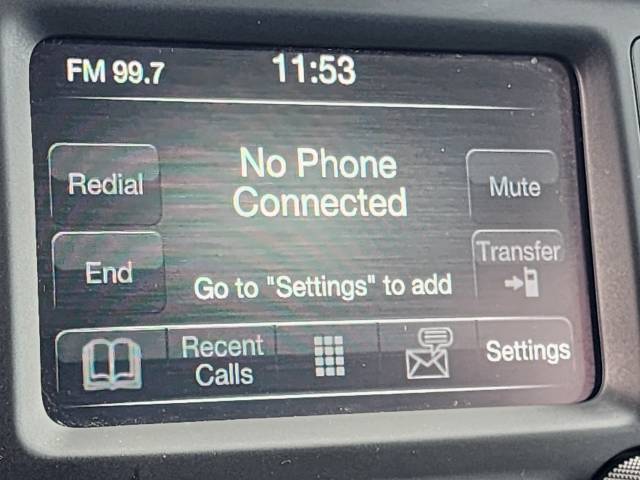 FM 99.7
11:53
No Phone
Connected
Redial
Mute
End
Transfer
Go to "Settings" to add
Recent
Calls
Settings